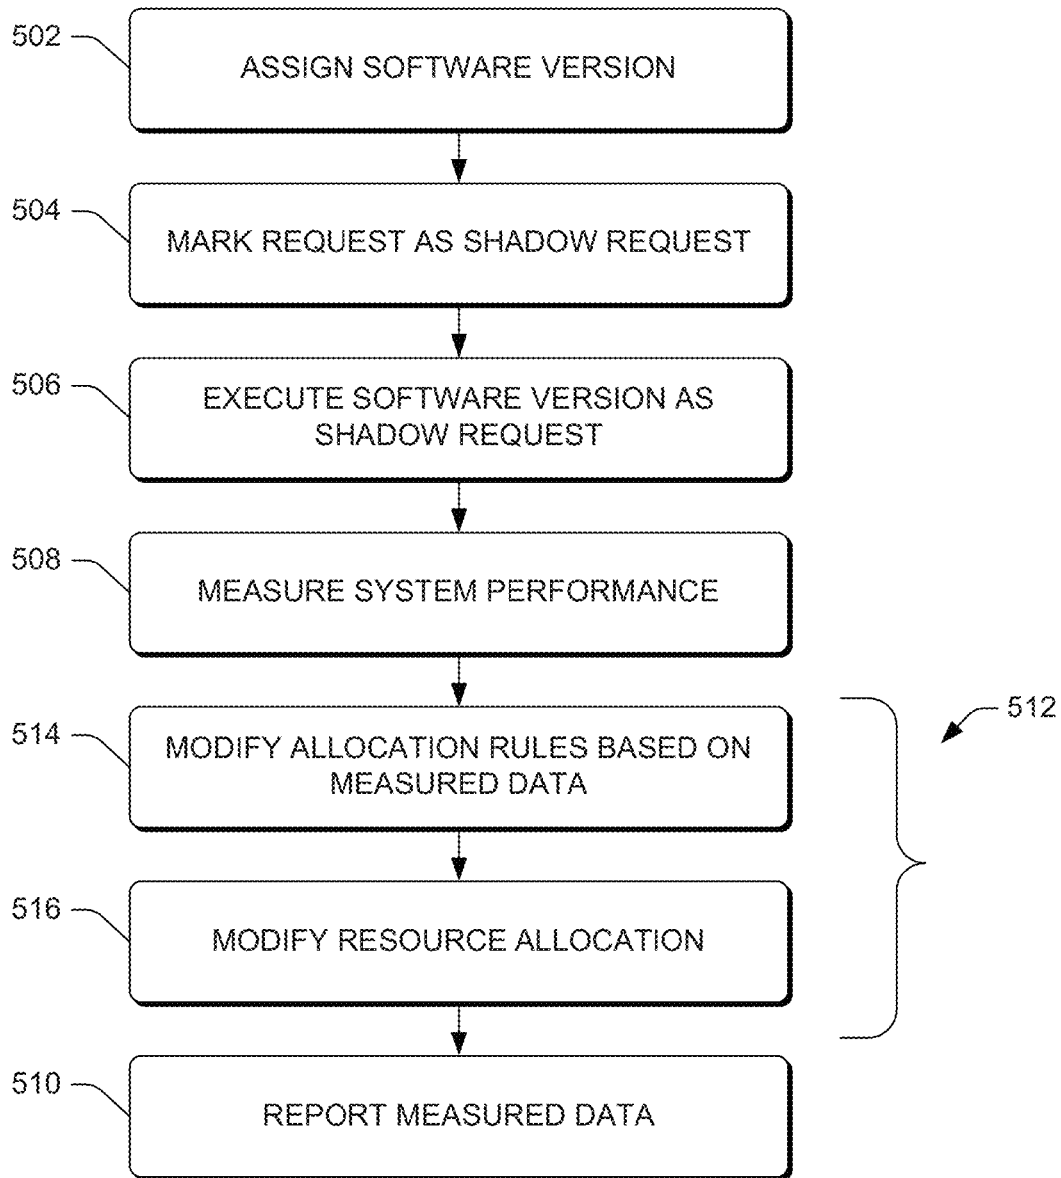 502
ASSIGN SOFTWARE VERSION
504
MARK REQUEST AS SHADOW REQUEST
506
EXECUTE SOFTWARE VERSION AS
SHADOW REQUEST
508
MEASURE SYSTEM PERFORMANCE
512
514
MODIFY ALLOCATION RULES BASED ON
MEASURED DATA
516
MODIFY RESOURCE ALLOCATION
510
REPORT MEASURED DATA